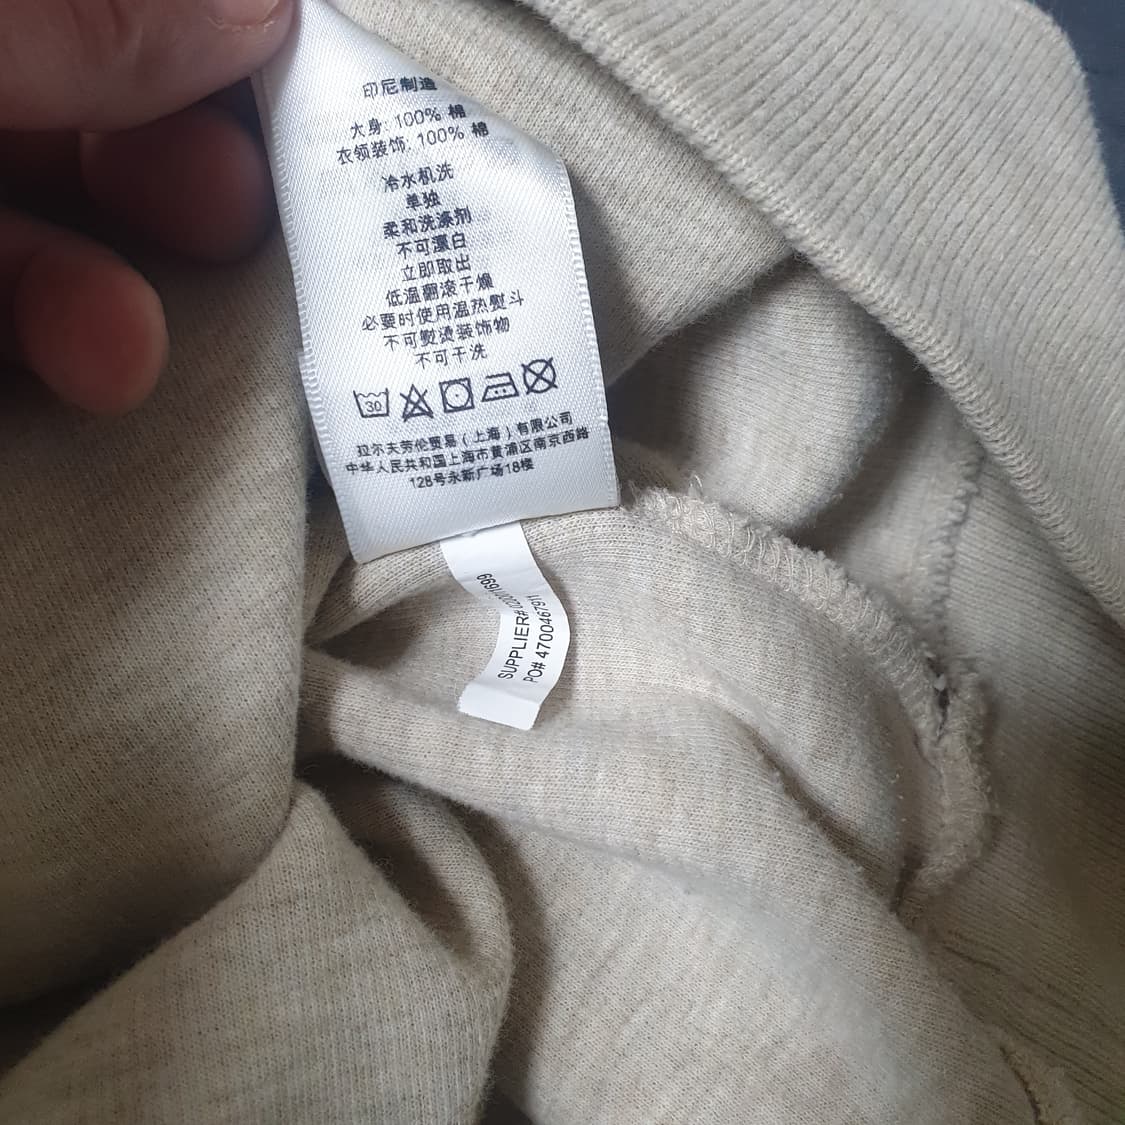 印尼制造
大身: 100% 棉
衣领装饰: 100% 棉
冷水机洗
单独
柔和洗涤剂
不可漂白
立即取出
低温翻滚干燥
必要时使用温热熨斗
不可熨烫装饰物
不可干洗
30
拉尔夫劳伦贸易（上海）有限公司
中华人民共和国上海市黄浦区南京西路
128号永新广场18楼
SUPPLIER#
PO# 4700467911